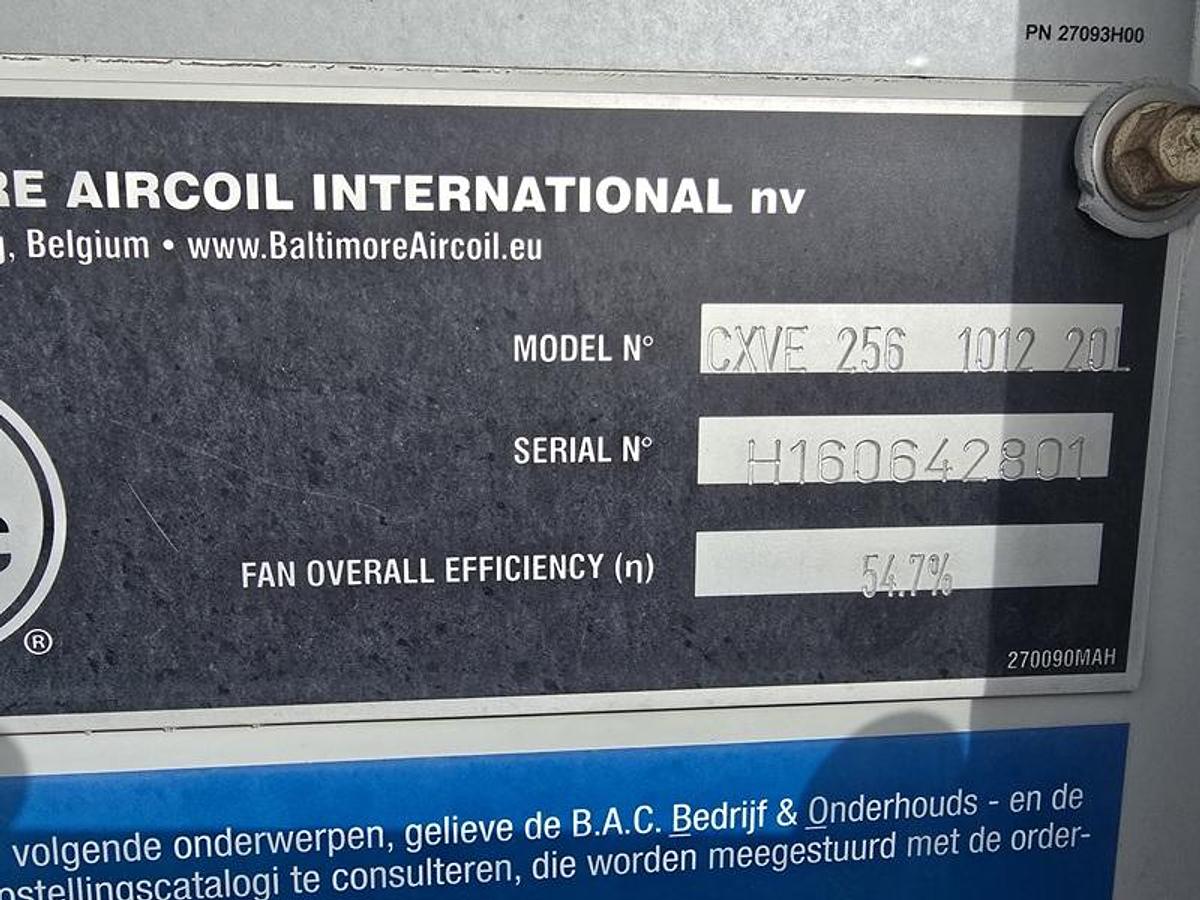 PN 27093H00
RE AIRCOIL INTERNATIONAL nv
, Belgium • www.BaltimoreAircoil.eu
MODEL N° CXVE 256 1012 20L
SERIAL N° H160642801
FAN OVERALL EFFICIENCY (η) 54.7%
®
270090MAH
volgende onderwerpen, gelieve de B.A.C. Bedrijf & Onderhouds - en de
pstellingscatalogi te consulteren, die worden meegestuurd met de order-